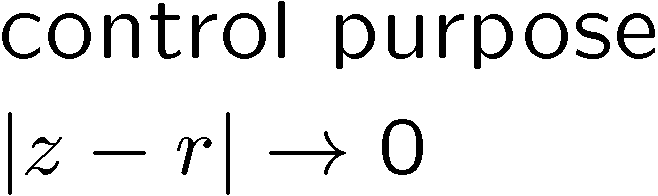 control purpose
|z − r| → 0